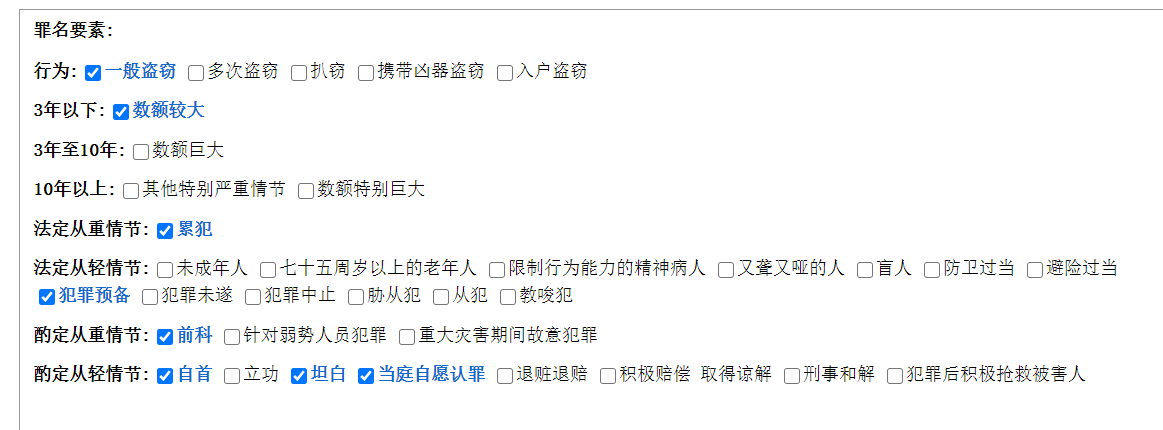 罪名要素：
行为: 一般盗窃 多次盗窃 扒窃 携带凶器盗窃 入户盗窃
3年以下: 数额较大
3年至10年: 数额巨大
10年以上: 其他特别严重情节 数额特别巨大
法定从重情节: 累犯
法定从轻情节: 未成年人 七十五周岁以上的老年人 限制行为能力的精神病人 又聋又哑的人 盲人 防卫过当 避险过当
犯罪预备 犯罪未遂 犯罪中止 胁从犯 从犯 教唆犯
酌定从重情节: 前科 针对弱势人员犯罪 重大灾害期间故意犯罪
酌定从轻情节: 自首 立功 坦白 当庭自愿认罪 退赃退赔 积极赔偿 取得谅解 刑事和解 犯罪后积极抢救被害人